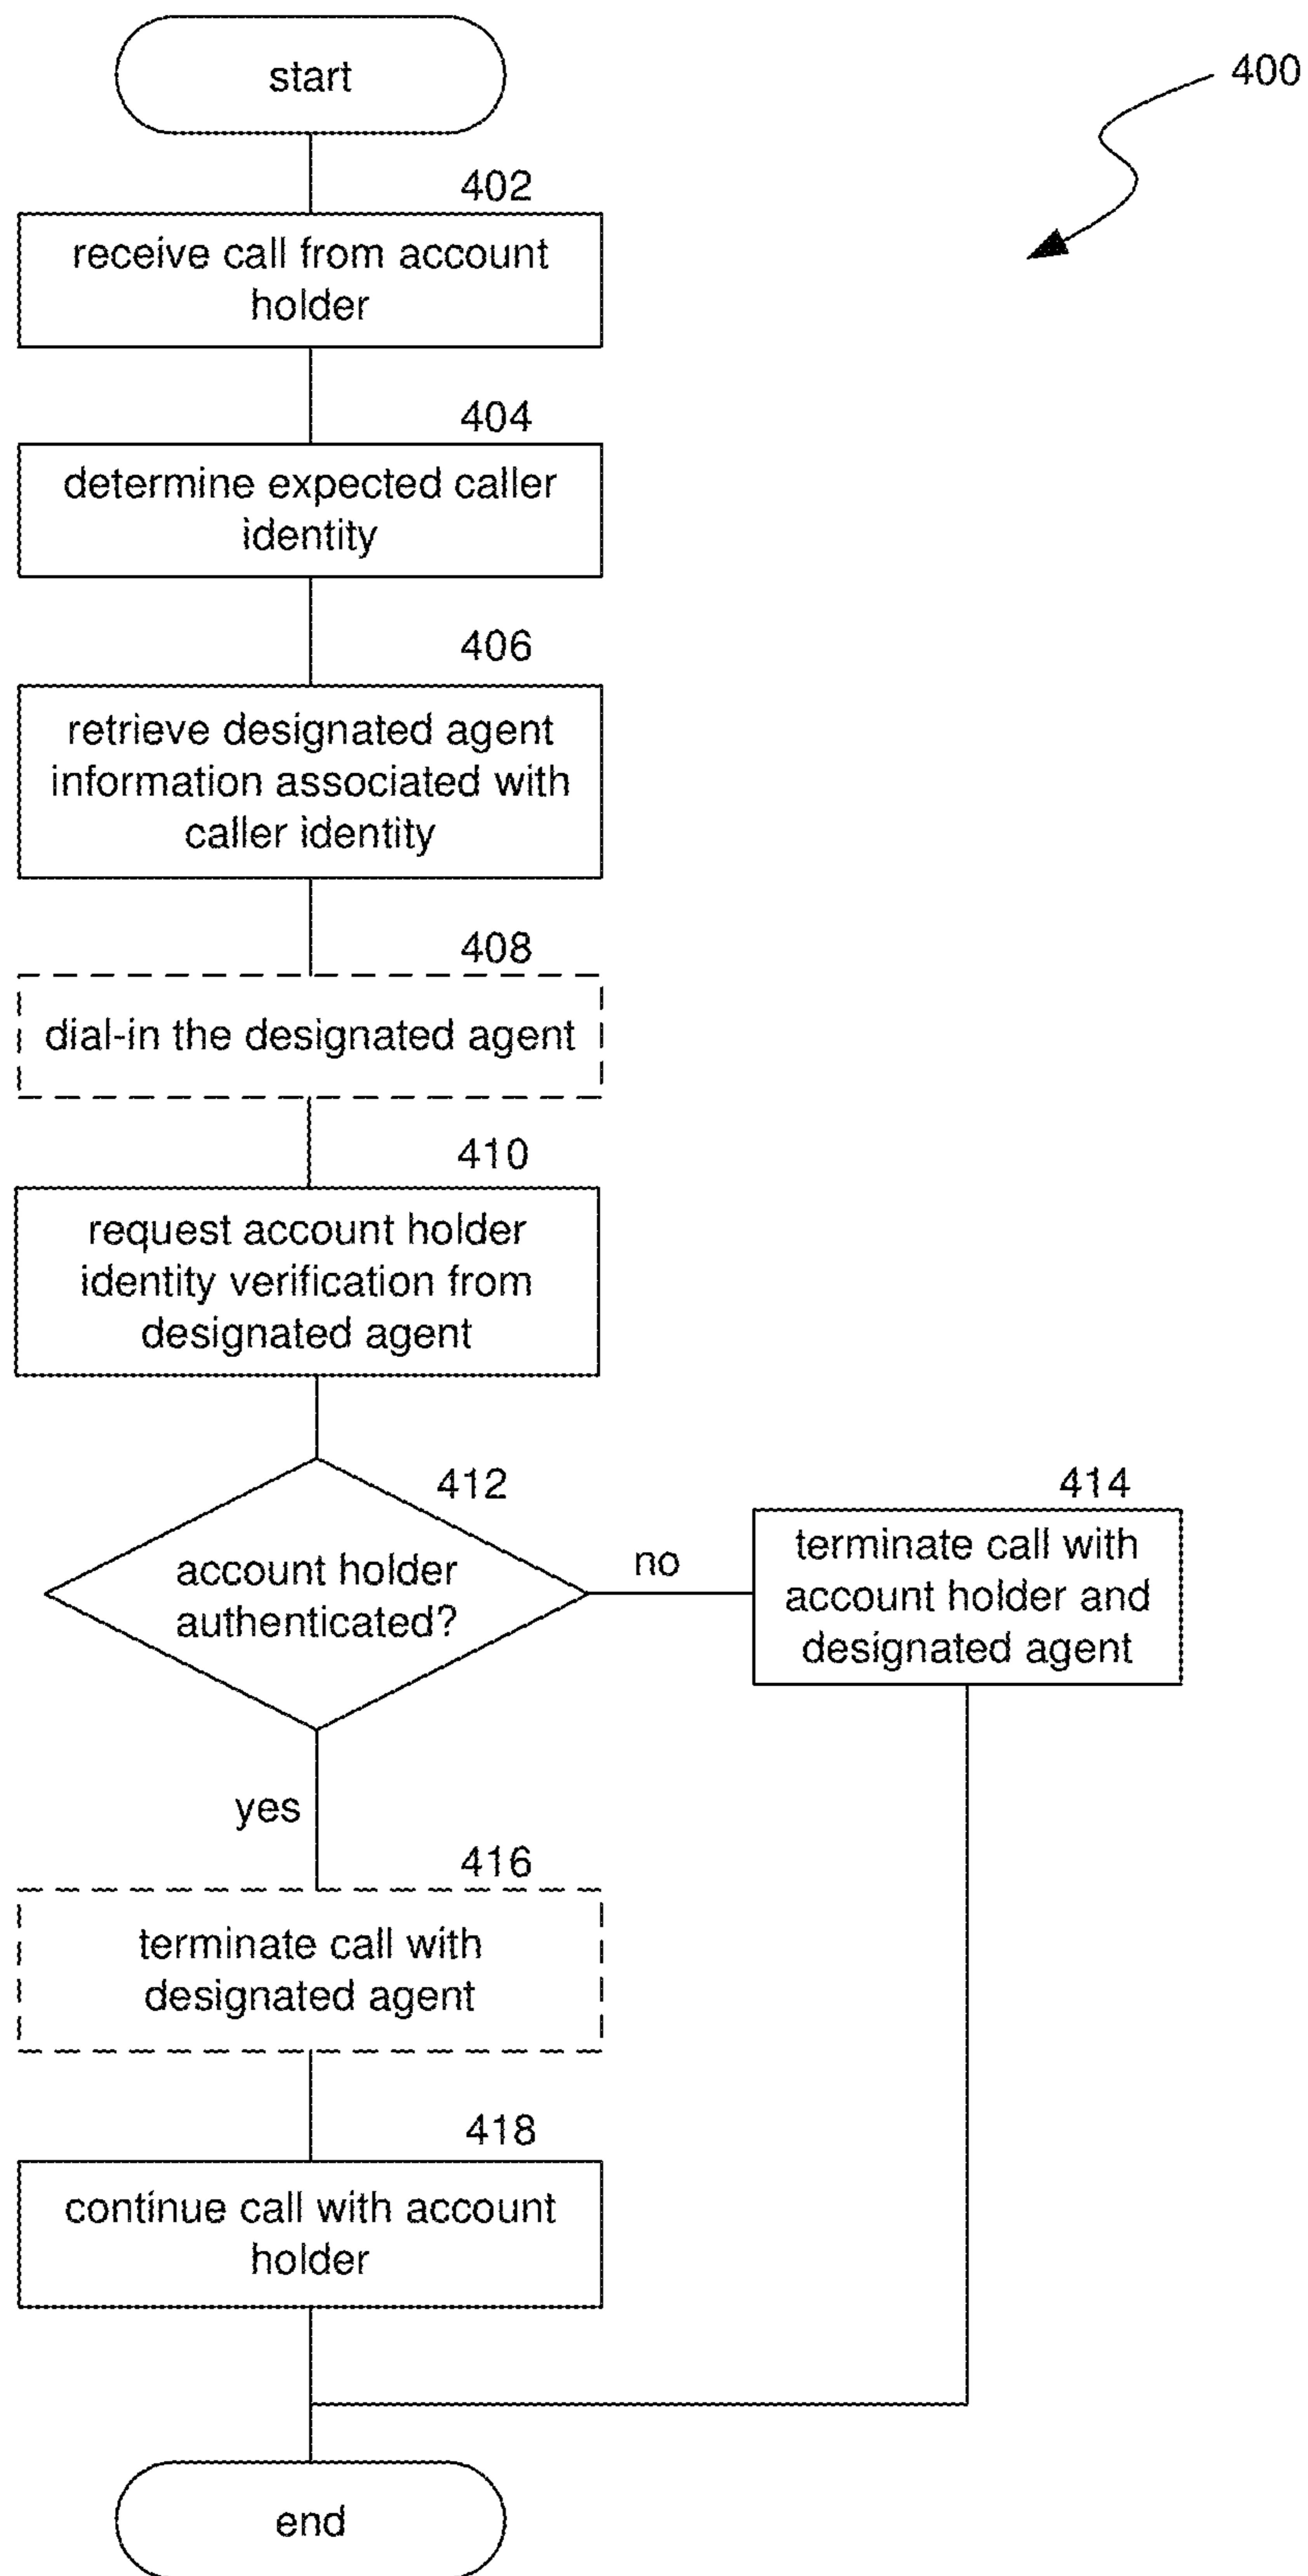 start
400
402
receive call from account
holder
404
determine expected caller
identity
406
retrieve designated agent
information associated with
caller identity
408
dial-in the designated agent
410
request account holder
identity verification from
designated agent
412
account holder
authenticated?
no
414
terminate call with
account holder and
designated agent
yes
416
terminate call with
designated agent
418
continue call with account
holder
end